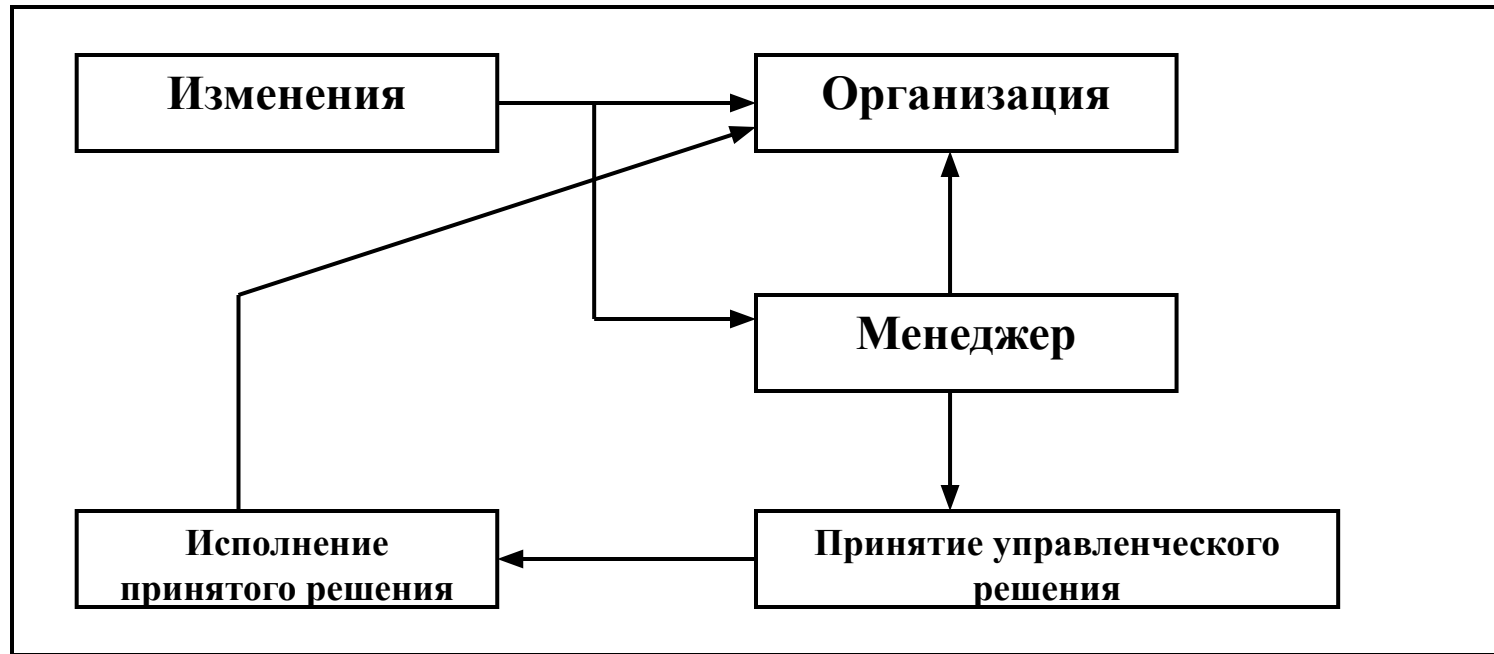 Изменения
Организация
Менеджер
Исполнение
принятого решения
Принятие управленческого
решения